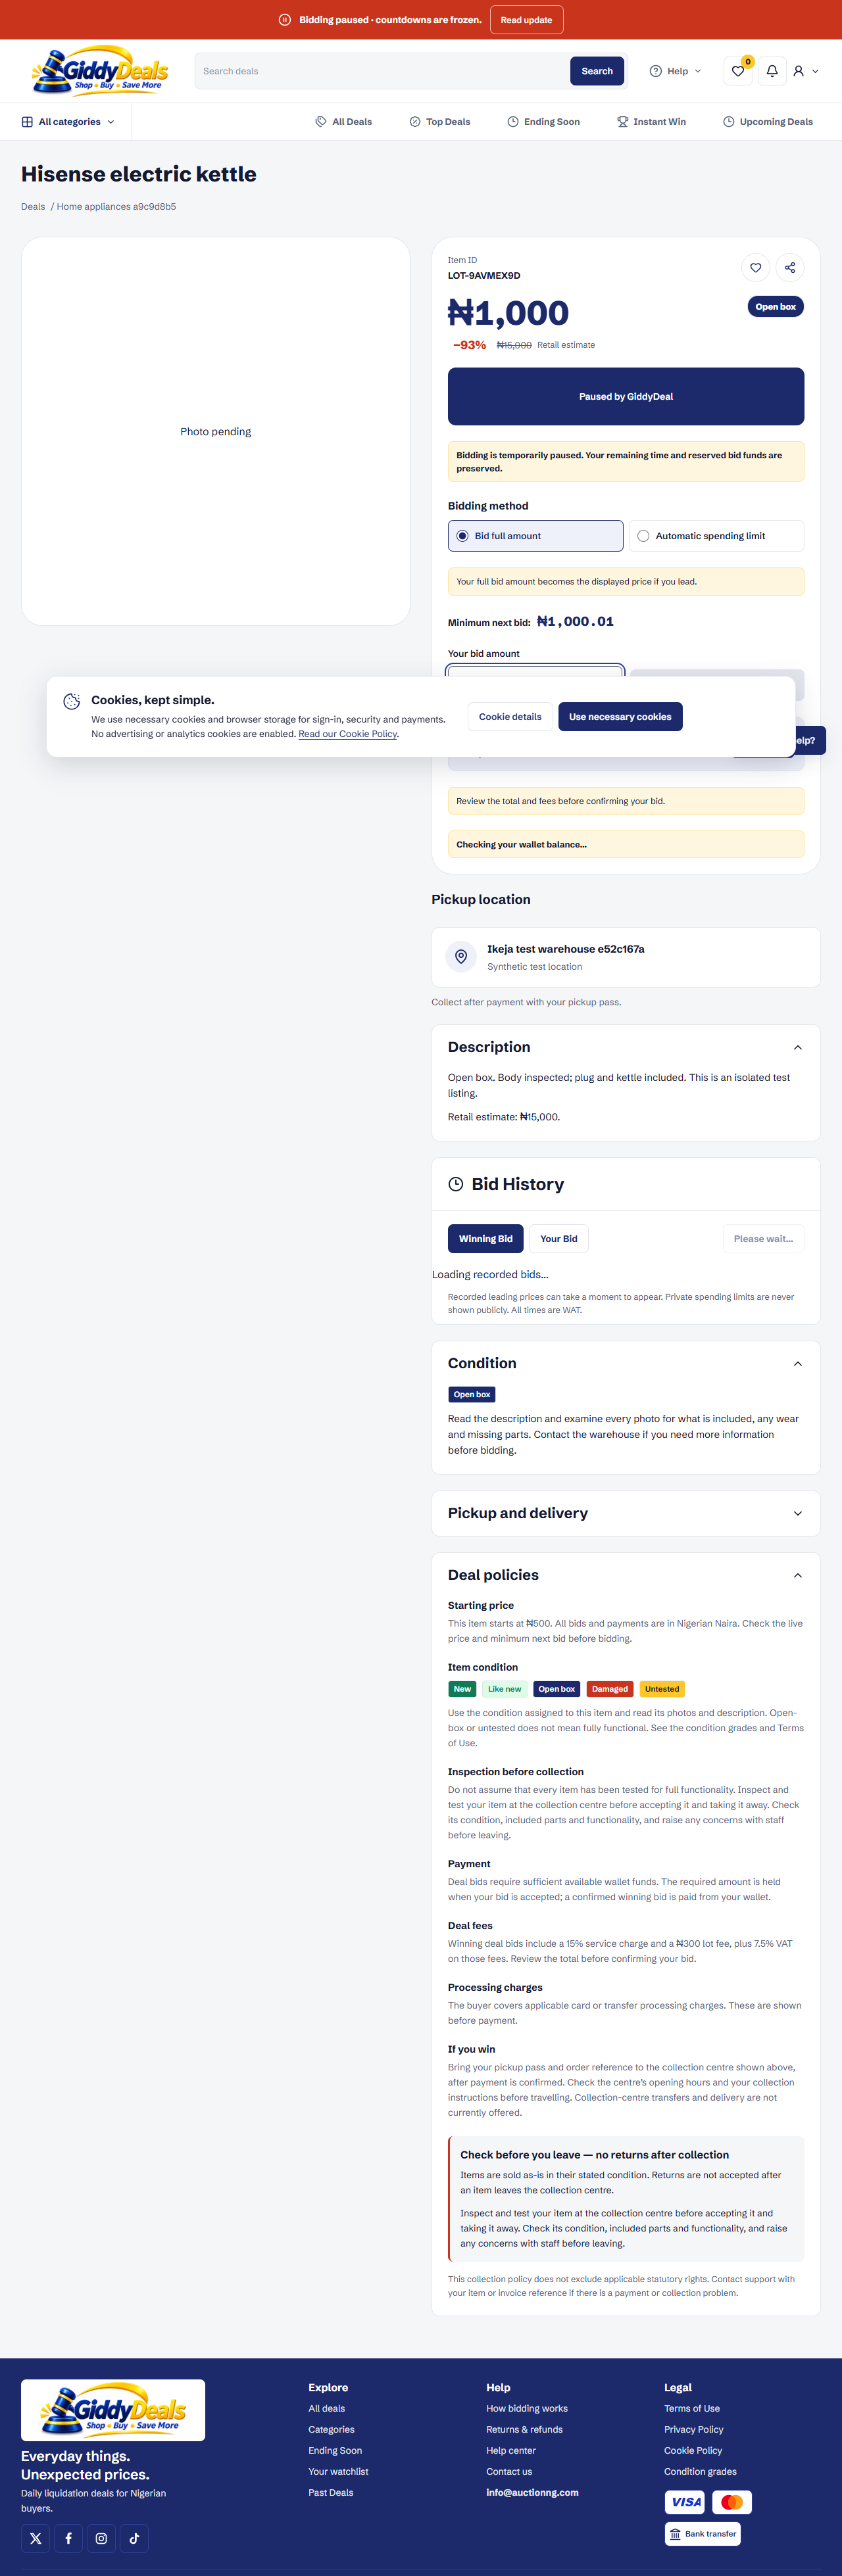 Bidding paused · countdowns are frozen.
Read update
GiddyDeals
Shop • Buy • Save More
Search deals
Search
Help
0
All categories
All Deals
Top Deals
Ending Soon
Instant Win
Upcoming Deals
Hisense electric kettle
Deals / Home appliances a9c9d8b5
Photo pending
Item ID
LOT-9AVMEX9D
₦1,000
Open box
−93% ₦15,000 Retail estimate
Paused by GiddyDeal
Bidding is temporarily paused. Your remaining time and reserved bid funds are
preserved.
Bidding method
Bid full amount
Automatic spending limit
Your full bid amount becomes the displayed price if you lead.
Minimum next bid: ₦1,000.01
Your bid amount
Cookies, kept simple.
We use necessary cookies and browser storage for sign-in, security and payments.
No advertising or analytics cookies are enabled. Read our Cookie Policy.
Cookie details
Use necessary cookies
elp?
Review the total and fees before confirming your bid.
Checking your wallet balance...
Pickup location
Ikeja test warehouse e52c167a
Synthetic test location
Collect after payment with your pickup pass.
Description
Open box. Body inspected; plug and kettle included. This is an isolated test
listing.
Retail estimate: ₦15,000.
Bid History
Winning Bid
Your Bid
Please wait...
Loading recorded bids...
Recorded leading prices can take a moment to appear. Private spending limits are never
shown publicly. All times are WAT.
Condition
Open box
Read the description and examine every photo for what is included, any wear
and missing parts. Contact the warehouse if you need more information
before bidding.
Pickup and delivery
Deal policies
Starting price
This item starts at ₦500. All bids and payments are in Nigerian Naira. Check the live
price and minimum next bid before bidding.
Item condition
New
Like new
Open box
Damaged
Untested
Use the condition assigned to this item and read its photos and description. Open-
box or untested does not mean fully functional. See the condition grades and Terms
of Use.
Inspection before collection
Do not assume that every item has been tested for full functionality. Inspect and
test your item at the collection centre before accepting it and taking it away. Check
its condition, included parts and functionality, and raise any concerns with staff
before leaving.
Payment
Deal bids require sufficient available wallet funds. The required amount is held
when your bid is accepted; a confirmed winning bid is paid from your wallet.
Deal fees
Winning deal bids include a 15% service charge and a ₦300 lot fee, plus 7.5% VAT
on those fees. Review the total before confirming your bid.
Processing charges
The buyer covers applicable card or transfer processing charges. These are shown
before payment.
If you win
Bring your pickup pass and order reference to the collection centre shown above,
after payment is confirmed. Check the centre's opening hours and your collection
instructions before travelling. Collection-centre transfers and delivery are not
currently offered.
Check before you leave — no returns after collection
Items are sold as-is in their stated condition. Returns are not accepted after
an item leaves the collection centre.
Inspect and test your item at the collection centre before accepting it and
taking it away. Check its condition, included parts and functionality, and raise
any concerns with staff before leaving.
This collection policy does not exclude applicable statutory rights. Contact support with
your item or invoice reference if there is a payment or collection problem.
GiddyDeals
Shop • Buy • Save More
Everyday things.
Unexpected prices.
Daily liquidation deals for Nigerian
buyers.
Explore
All deals
Categories
Ending Soon
Your watchlist
Past Deals
Help
How bidding works
Returns & refunds
Help center
Contact us
info@auctionng.com
Legal
Terms of Use
Privacy Policy
Cookie Policy
Condition grades
VISA
Bank transfer